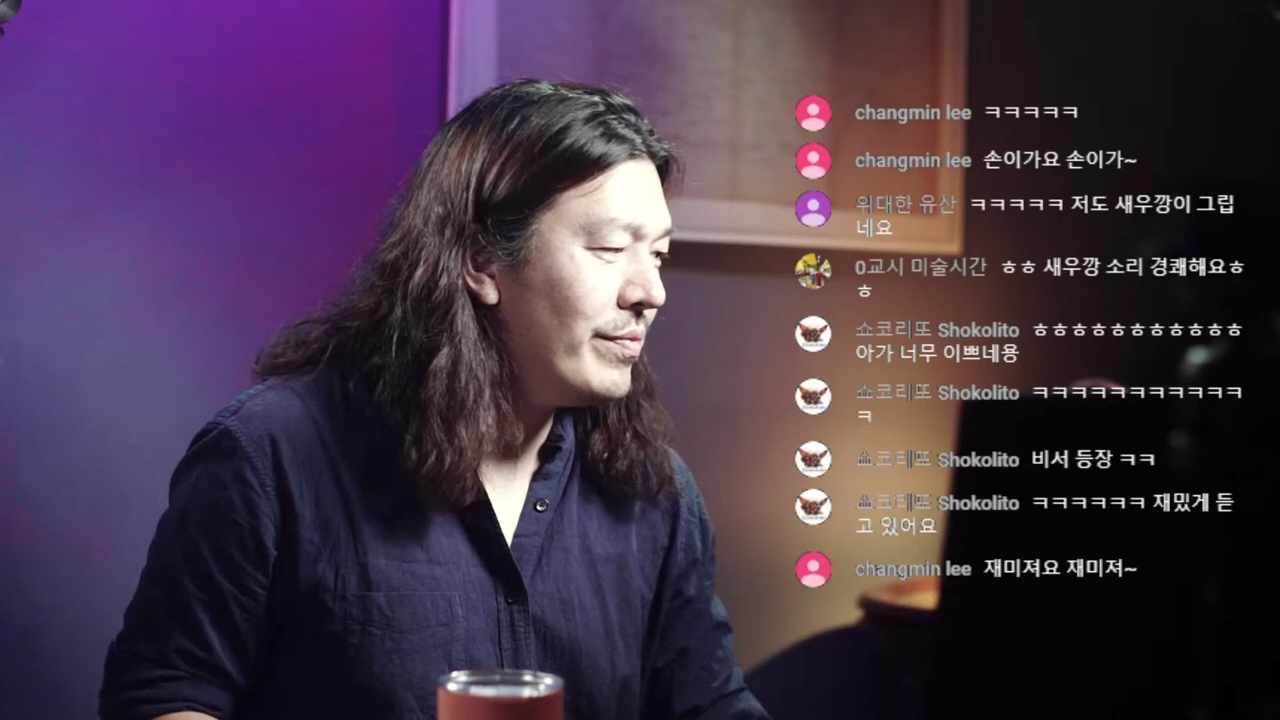 changmin lee ㅋㅋㅋㅋㅋ
changmin lee 손이가요 손이가~
위대한 유산 ㅋㅋㅋㅋㅋ 저도 새우깡이 그립
네요
0교시 미술시간 ㅎㅎ 새우깡 소리 경쾌해요ㅎ
ㅎ
쇼코리또 Shokolito ㅎㅎㅎㅎㅎㅎㅎㅎㅎㅎㅎ
아가 너무 이쁘네용
쇼코리또 Shokolito ㅋㅋㅋㅋㅋㅋㅋㅋㅋㅋㅋ
ㅋ
쇼코리또 Shokolito 비서 등장 ㅋㅋ
쇼코리또 Shokolito ㅋㅋㅋㅋㅋㅋ 재밌게 듣
고 있어요
changmin lee 재미져요 재미져~